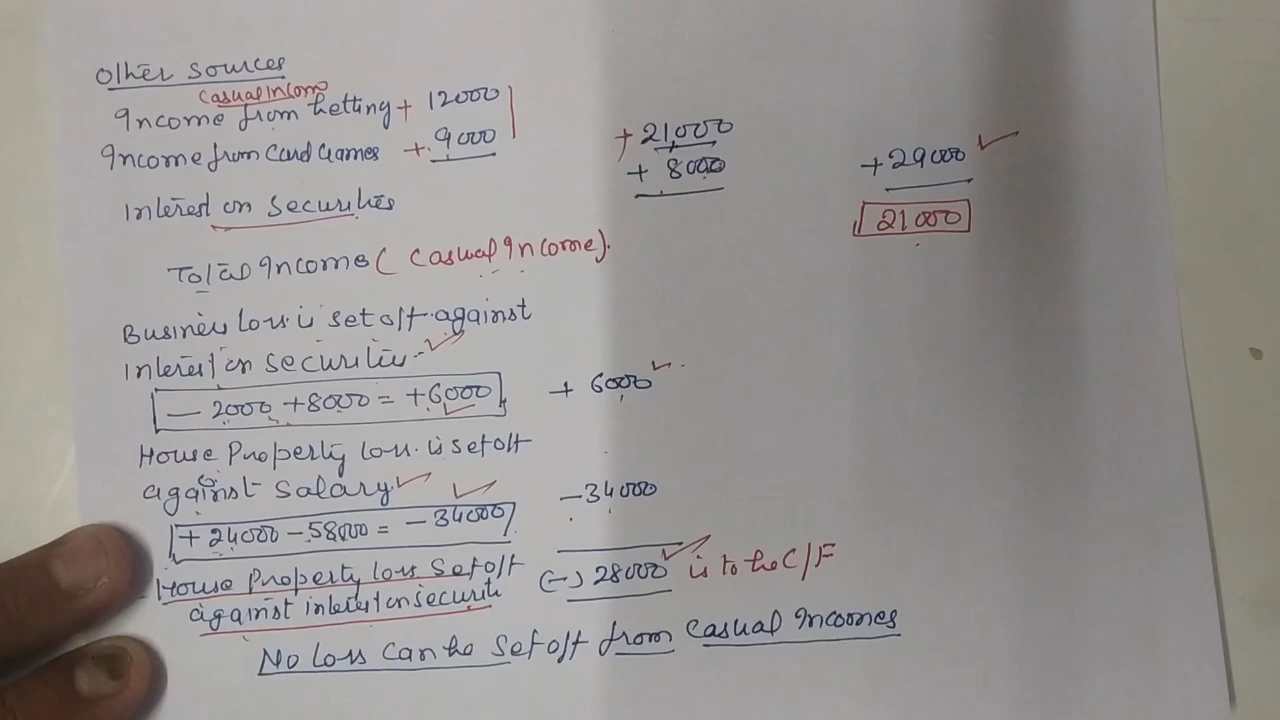 Other Sources
Casual Income
Income from betting + 12000
Income from Card Games + 9000
+ 21,000
+ 8000
+ 29000
21000
Interest on Securities
Total Income (Casual Income).
Business loss is set off against
Interest on securities
- 2000 + 8000 = + 6000
+ 6000
House Property loss is set off
against Salary
- 34000
+ 24000 - 58000 = - 34000
House Property loss set off
(-) 28000 is to be C/F
against interest on securiti
No loss can be set off from casual Incomes